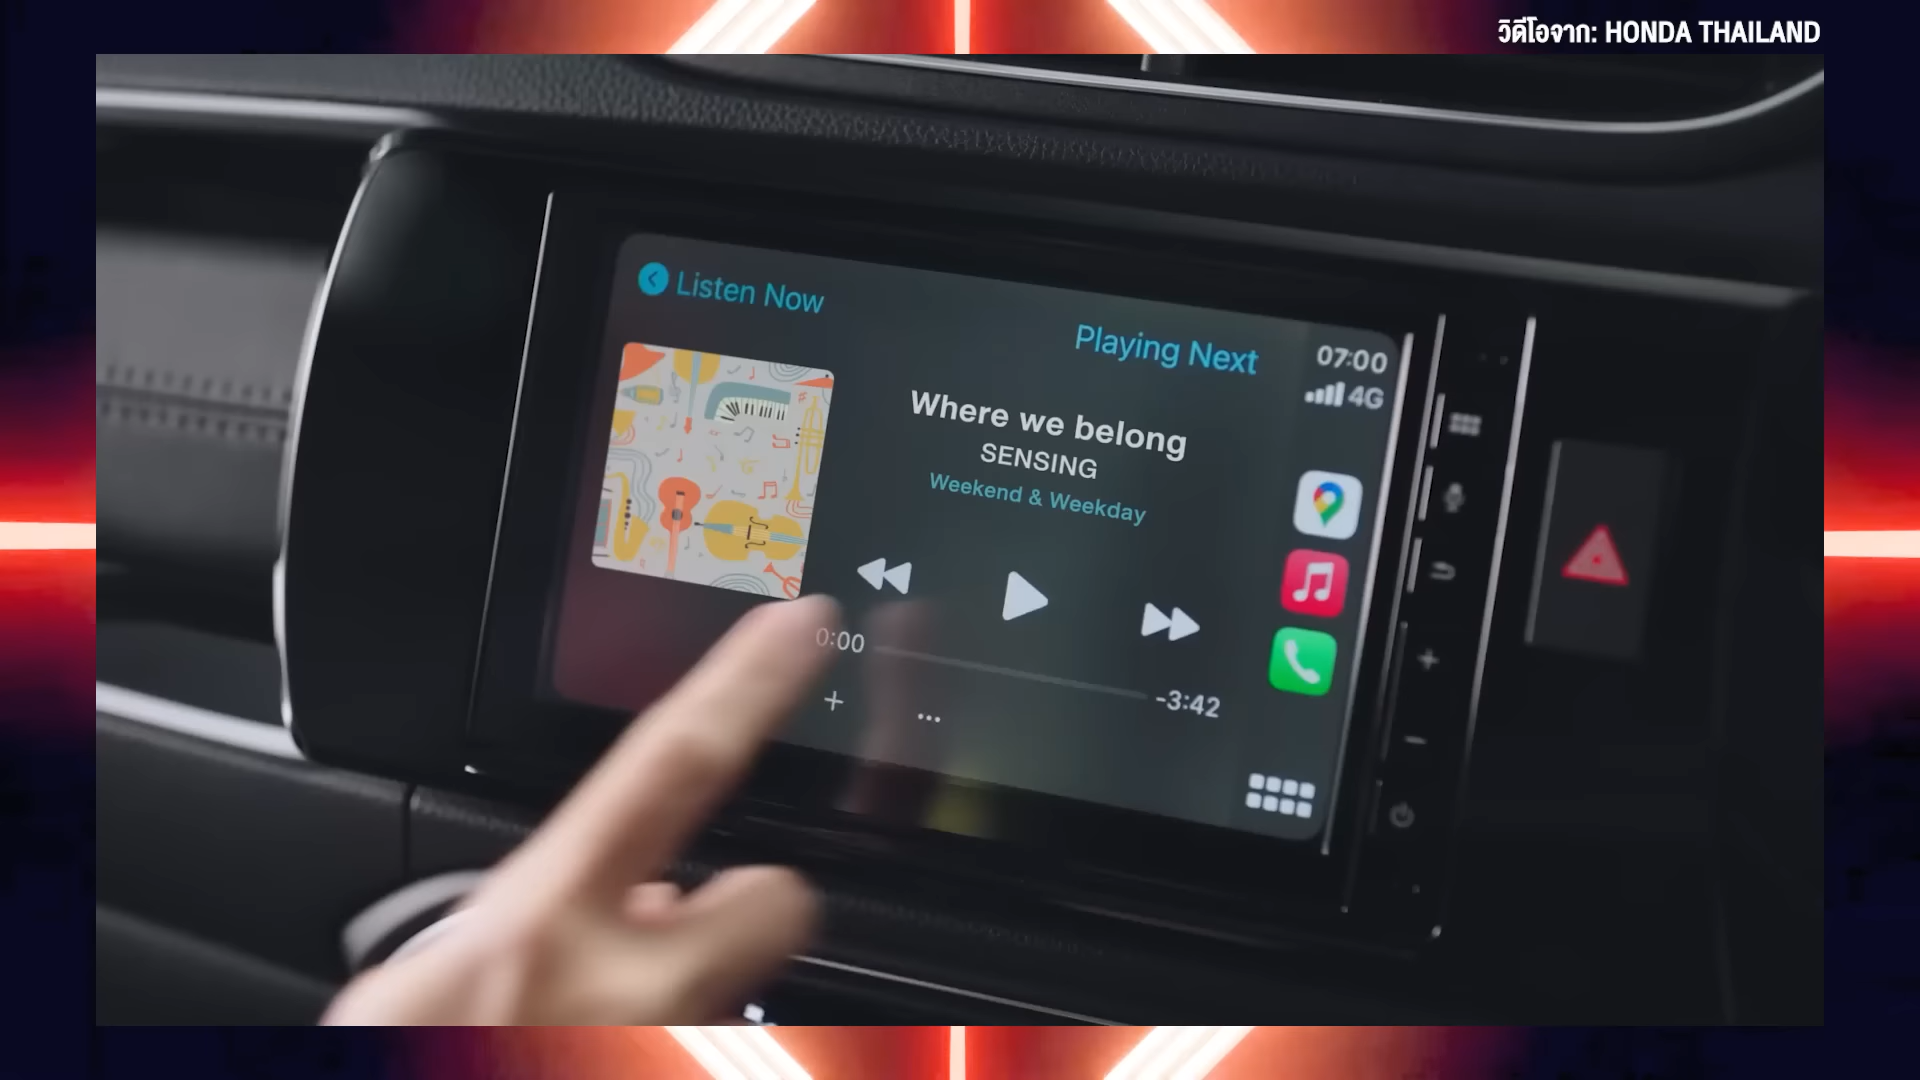 วิดีโอจาก: HONDA THAILAND
Listen Now
Playing Next
07:00
4G
Where we belong
SENSING
Weekend & Weekday
0:00
-3:42